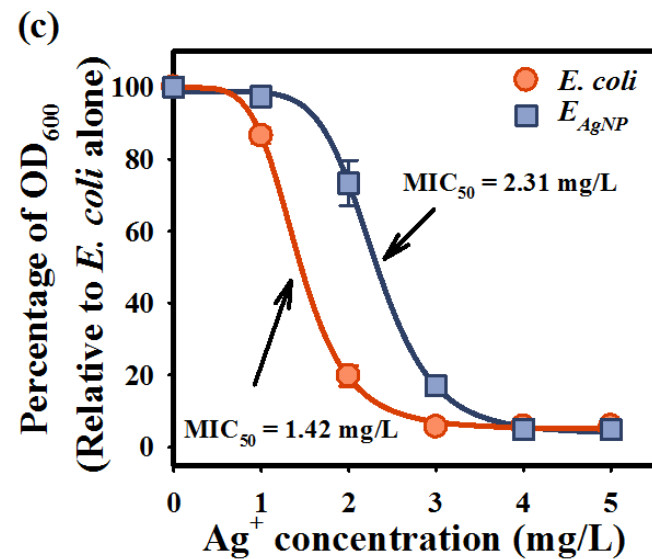 (c)
Percentage of OD600
(Relative to E. coli alone)
100
80
60
40
20
0
E. coli
EAgNP
MIC50 = 2.31 mg/L
MIC50 = 1.42 mg/L
0 1 2 3 4 5
Ag+ concentration (mg/L)